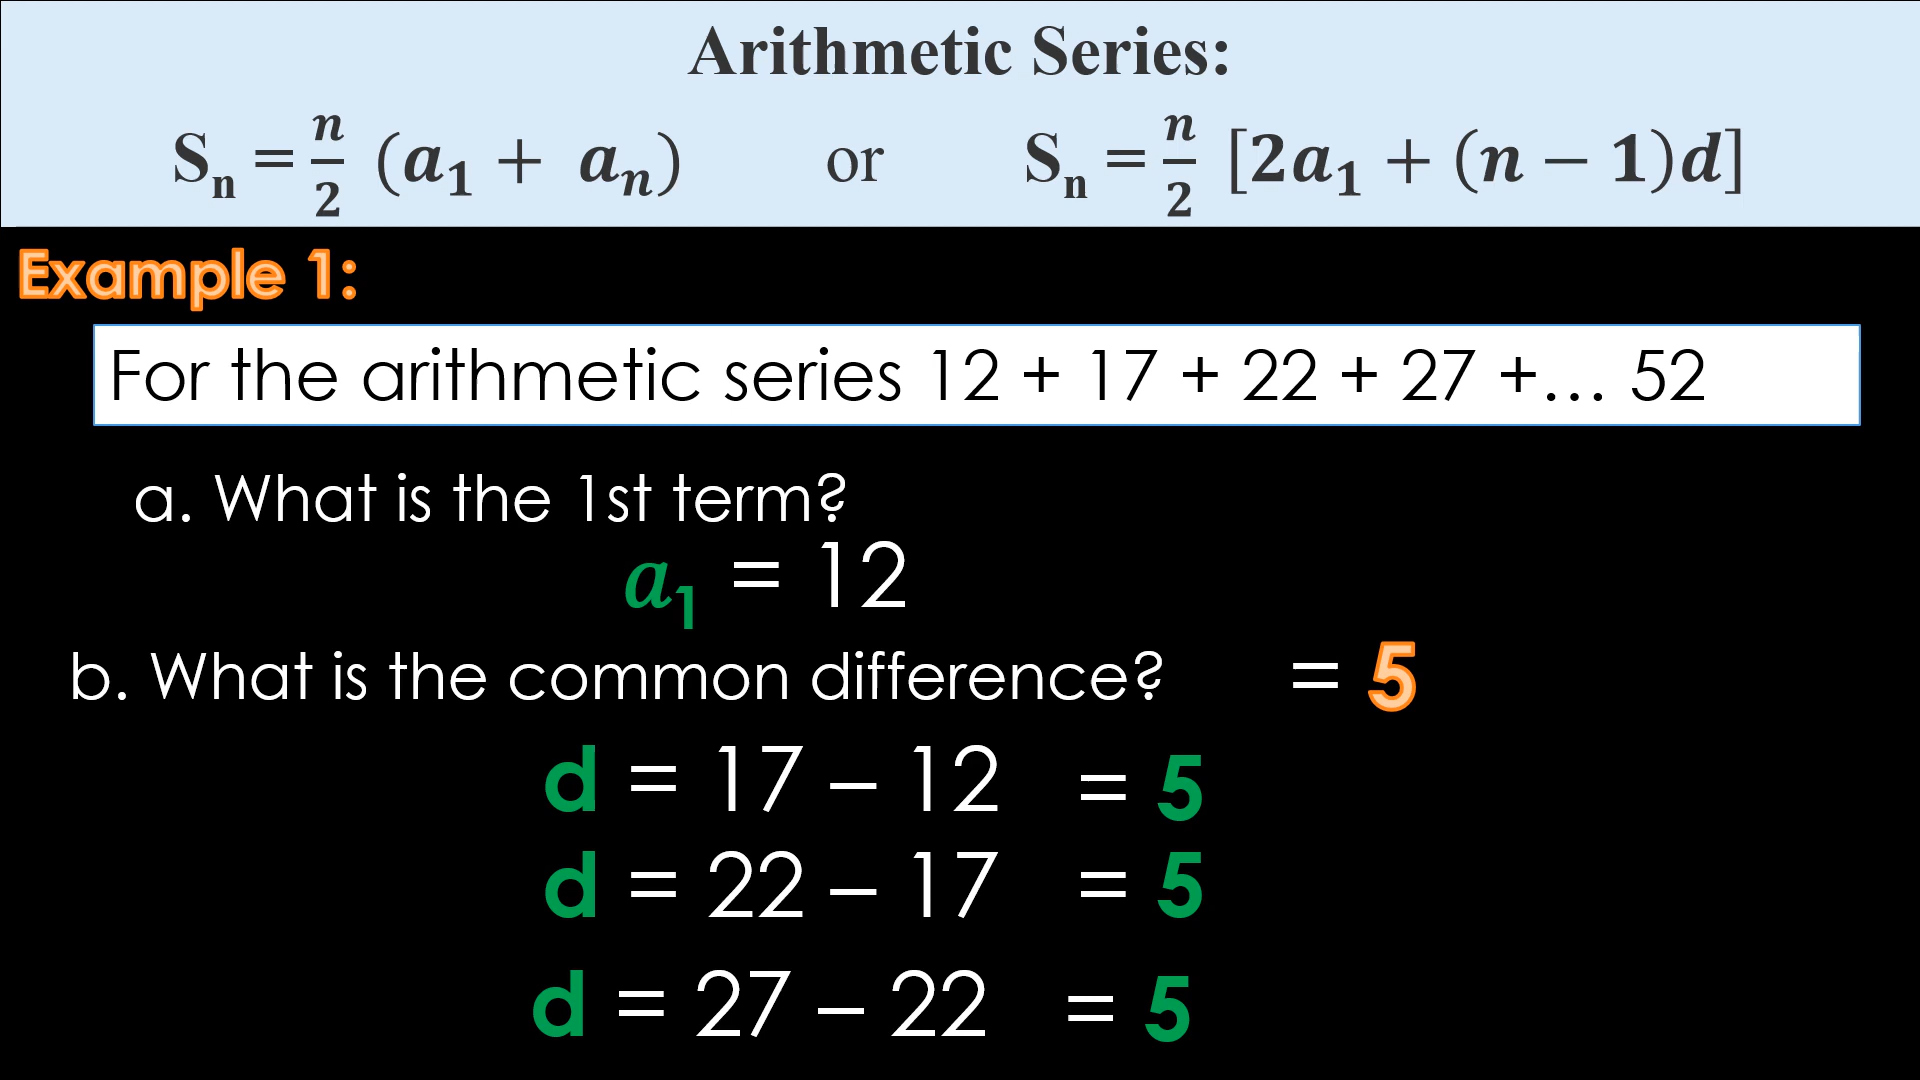 Arithmetic Series:
Sₙ = n/2 (a₁ + aₙ) or Sₙ = n/2 [2a₁ + (n − 1)d]
Example 1:
For the arithmetic series 12 + 17 + 22 + 27 +… 52
a. What is the 1st term?
a₁ = 12
b. What is the common difference? = 5
d = 17 – 12 = 5
d = 22 – 17 = 5
d = 27 – 22 = 5